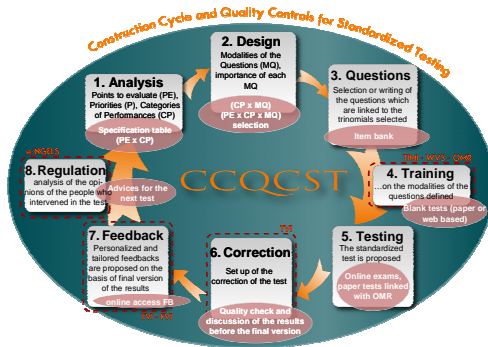 Construction Cycle and Quality Controls for Standardized Testing
2. Design
Modalities of the
Questions (MQ),
importance of each
MQ
(CP x MQ)
(PE x CP x MQ)
selection
1. Analysis
Points to evaluate (PE),
Priorities (P), Categories
of Performances (CP)
Specification table
(PE x CP)
3. Questions
Selection or writing of
the questions which
are linked to the
trinomials selected
Item bank
4. Training
...on the modalities of the
questions defined
Blank tests (paper or
web based)
CCQCST
8. Regulation
analysis of the opi-
nions of the people who
intervened in the test
Advices for the
next test
7. Feedback
Personalized and
tailored feedbacks
are proposed on the
basis of final version
of the results
online access FB
6. Correction
Set up of the
correction of the test
Quality check and
discussion of the results
before the final version
5. Testing
The standardized
test is proposed
Online exams,
paper tests linked
with OMR